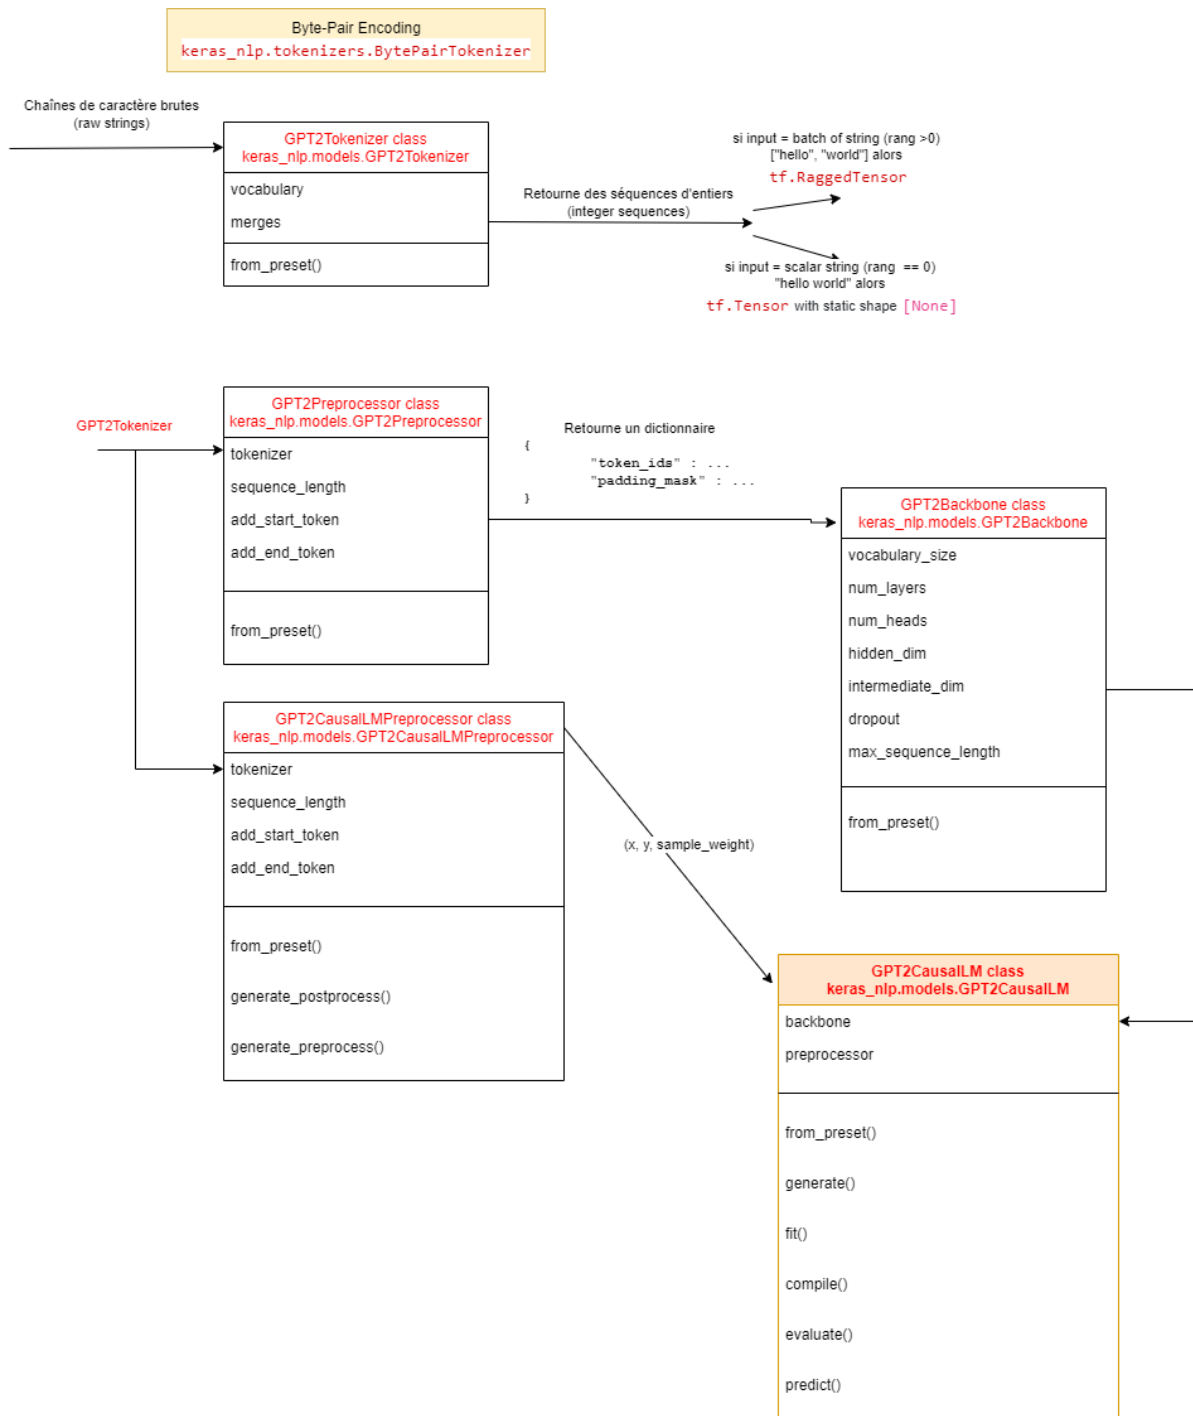 Byte-Pair Encoding
keras_nlp.tokenizers.BytePairTokenizer
Chaînes de caractère brutes
(raw strings)
GPT2Tokenizer class
keras_nlp.models.GPT2Tokenizer
vocabulary
merges
from_preset()
Retourne des séquences d'entiers
(integer sequences)
si input = batch of string (rang >0)
["hello", "world"] alors
tf.RaggedTensor
si input = scalar string (rang == 0)
"hello world" alors
tf.Tensor with static shape [None]
GPT2Tokenizer
GPT2Preprocessor class
keras_nlp.models.GPT2Preprocessor
tokenizer
sequence_length
add_start_token
add_end_token
from_preset()
Retourne un dictionnaire
{
"token_ids" : ...
"padding_mask" : ...
}
GPT2Backbone class
keras_nlp.models.GPT2Backbone
vocabulary_size
num_layers
num_heads
hidden_dim
intermediate_dim
dropout
max_sequence_length
from_preset()
GPT2CausalLMPreprocessor class
keras_nlp.models.GPT2CausalLMPreprocessor
tokenizer
sequence_length
add_start_token
add_end_token
from_preset()
generate_postprocess()
generate_preprocess()
(x, y, sample_weight)
GPT2CausalLM class
keras_nlp.models.GPT2CausalLM
backbone
preprocessor
from_preset()
generate()
fit()
compile()
evaluate()
predict()